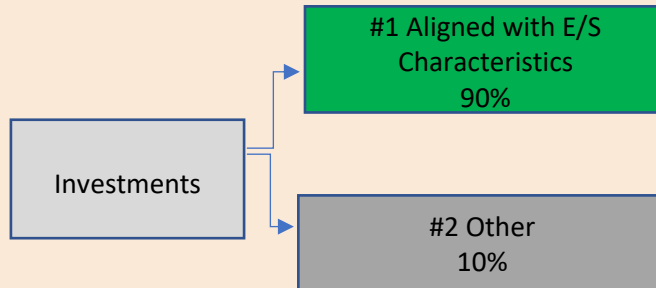 #1 Aligned with E/S
Characteristics
90%
Investments
#2 Other
10%